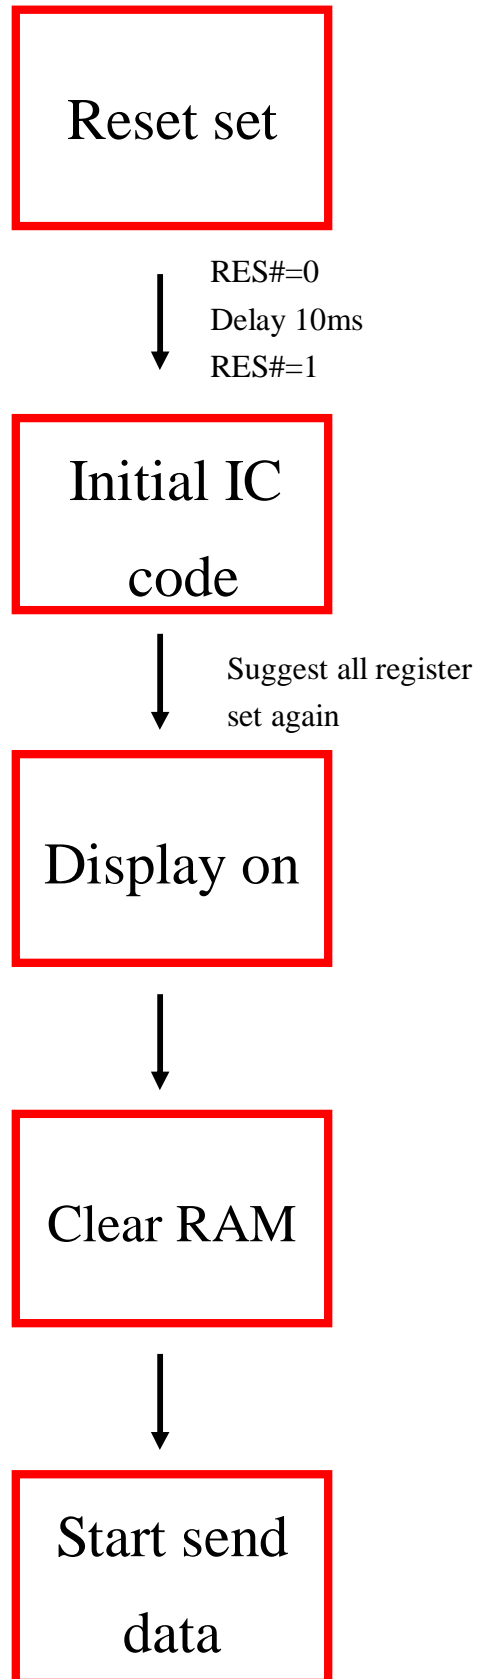 Reset set
RES#=0
Delay 10ms
RES#=1
Initial IC
code
Suggest all register
set again
Display on
Clear RAM
Start send
data